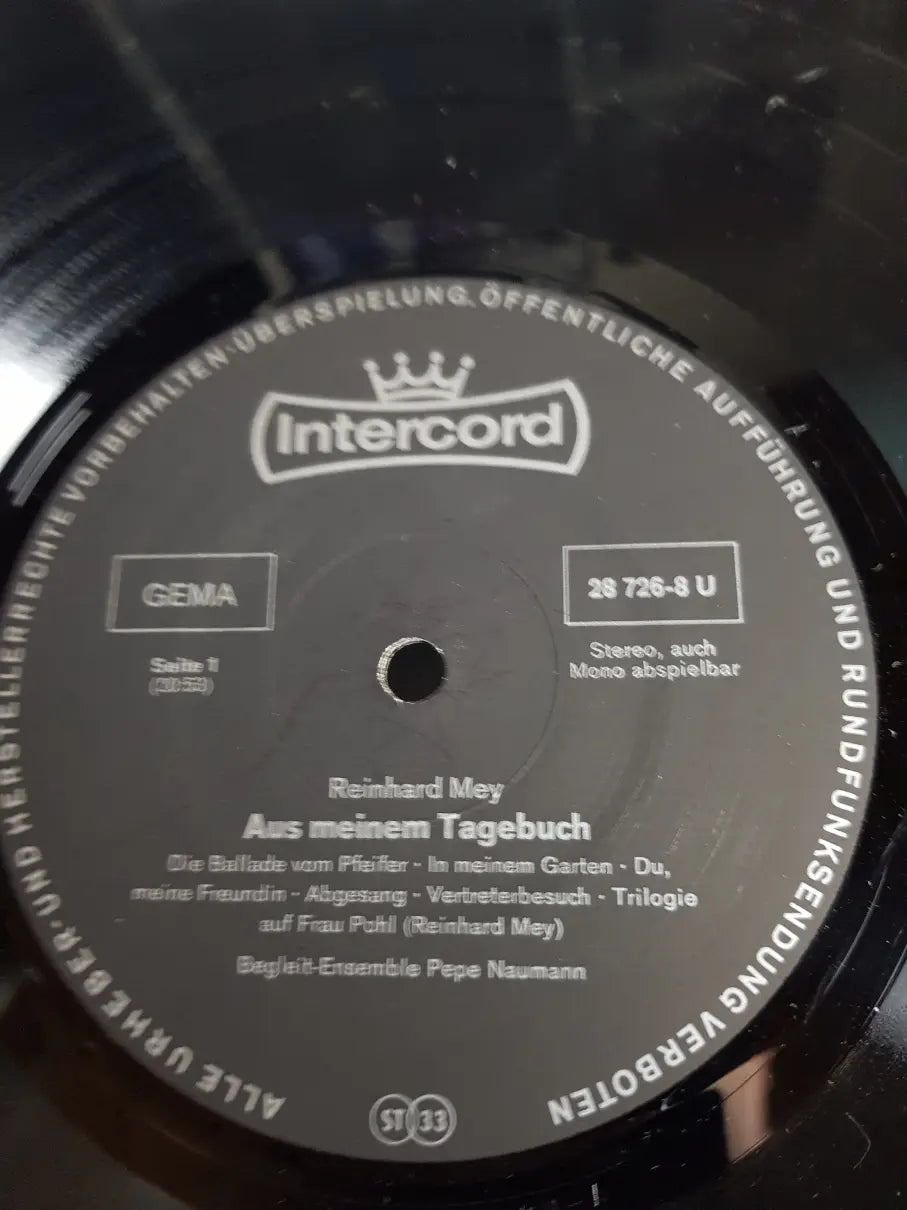 ALLE URHEBER- UND HERSTELLERRECHTE VORBEHALTEN·ÜBERSPIELUNG. ÖFFENTLICHE AUFFÜHRUNG UND RUNDFUNKSENDUNG VERBOTEN
Intercord
GEMA
28 726-8 U
Seite 1
Stereo, auch
Mono abspielbar
Reinhard Mey
Aus meinem Tagebuch
Die Ballade vom Pfeifer - In meinem Garten - Du,
meine Freundin - Abgesang - Vertreterbesuch - Trilogie
auf Frau Pohl (Reinhard Mey)
Begleit-Ensemble Pepe Naumann
ST 33